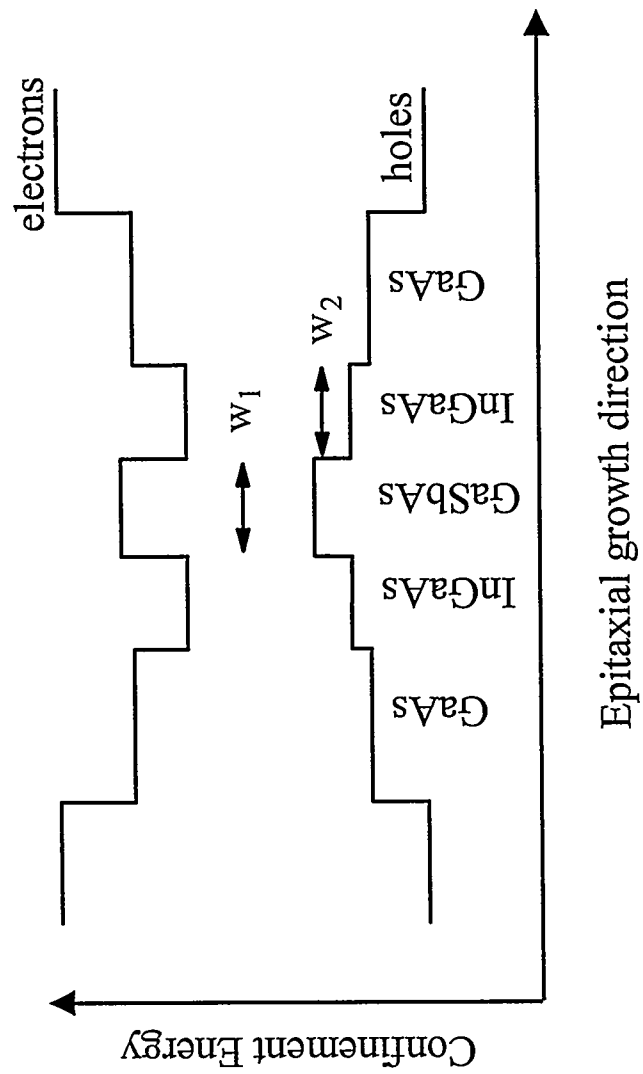 electrons
holes
w1
w2
GaAs
InGaAs
GaSbAs
InGaAs
GaAs
Confinement Energy
Epitaxial growth direction